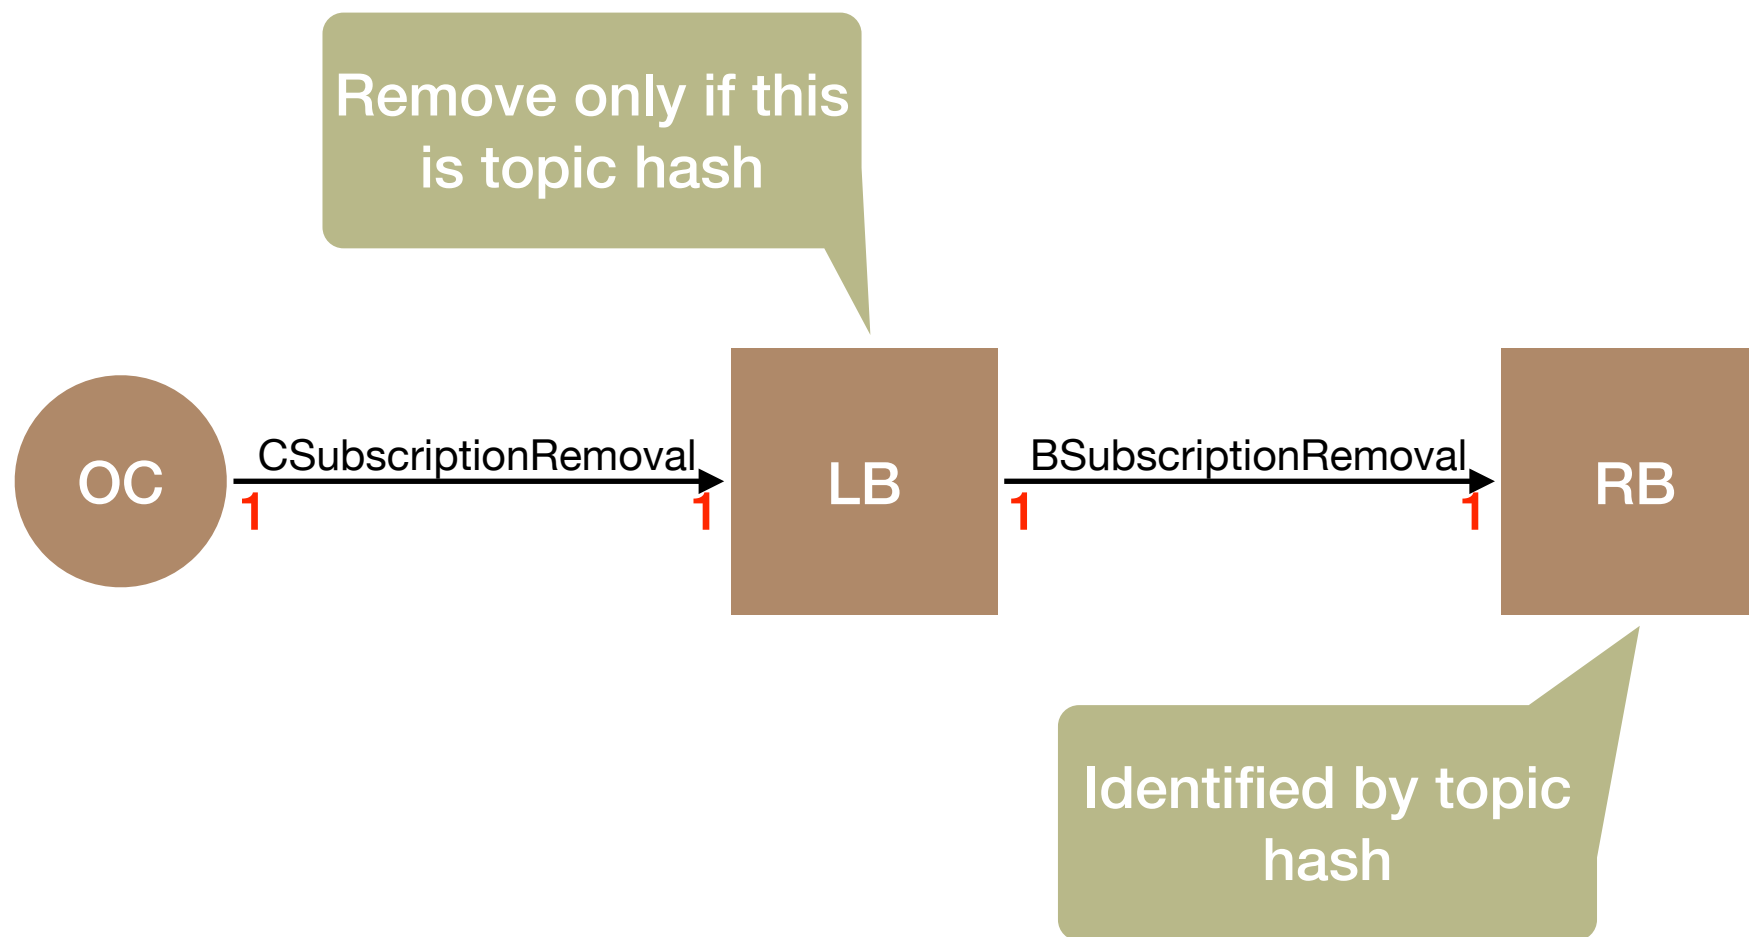 Remove only if this
is topic hash
OC
CSubscriptionRemoval
1
1
LB
BSubscriptionRemoval
1
1
RB
Identified by topic
hash